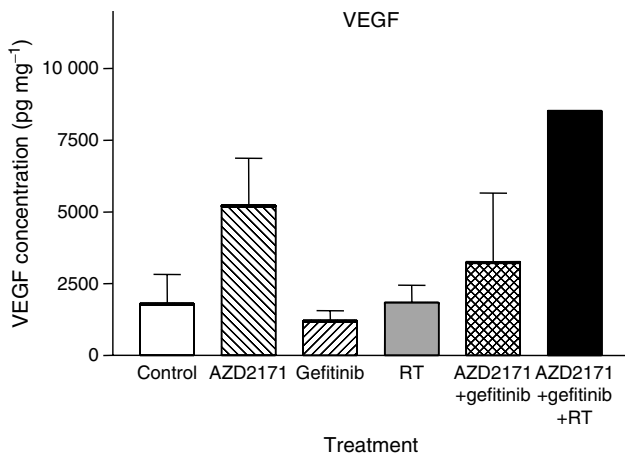 VEGF
VEGF concentration (pg mg⁻¹)
10 000
7500
5000
2500
0
Control
AZD2171
Gefitinib
RT
AZD2171
+gefitinib
AZD2171
+gefitinib
+RT
Treatment